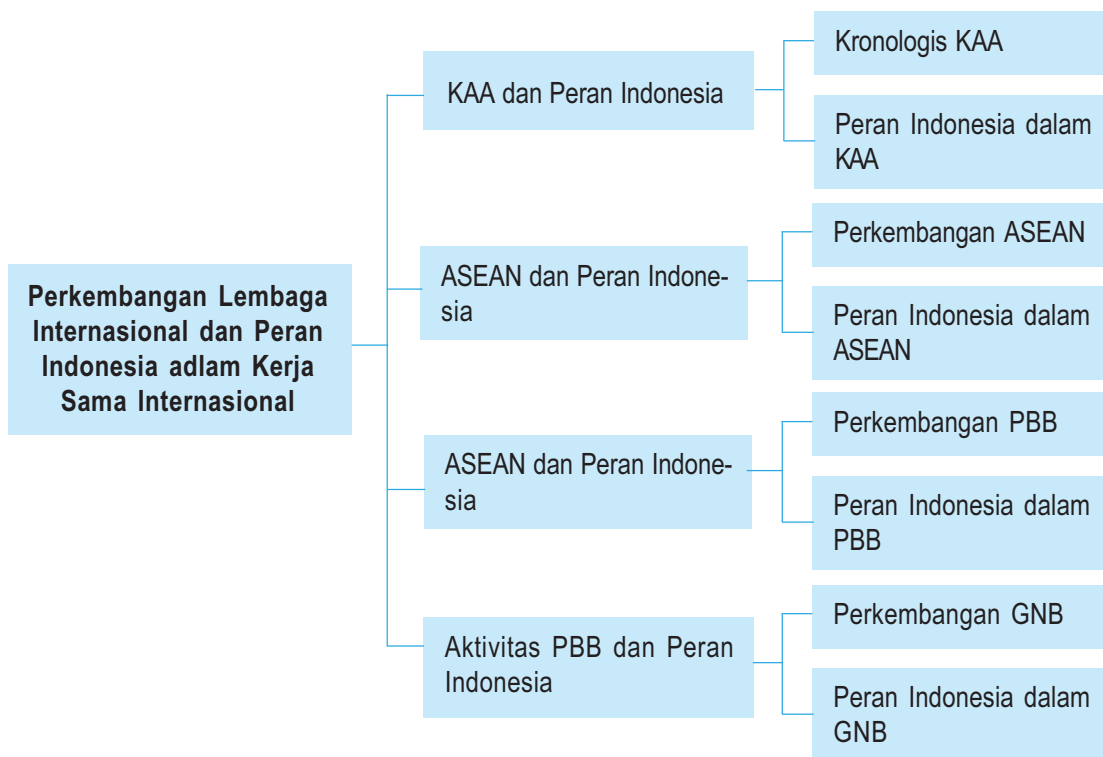 Perkembangan Lembaga
Internasional dan Peran
Indonesia adlam Kerja
Sama Internasional
KAA dan Peran Indonesia
Kronologis KAA
Peran Indonesia dalam
KAA
ASEAN dan Peran Indone-
sia
Perkembangan ASEAN
Peran Indonesia dalam
ASEAN
ASEAN dan Peran Indone-
sia
Perkembangan PBB
Peran Indonesia dalam
PBB
Aktivitas PBB dan Peran
Indonesia
Perkembangan GNB
Peran Indonesia dalam
GNB